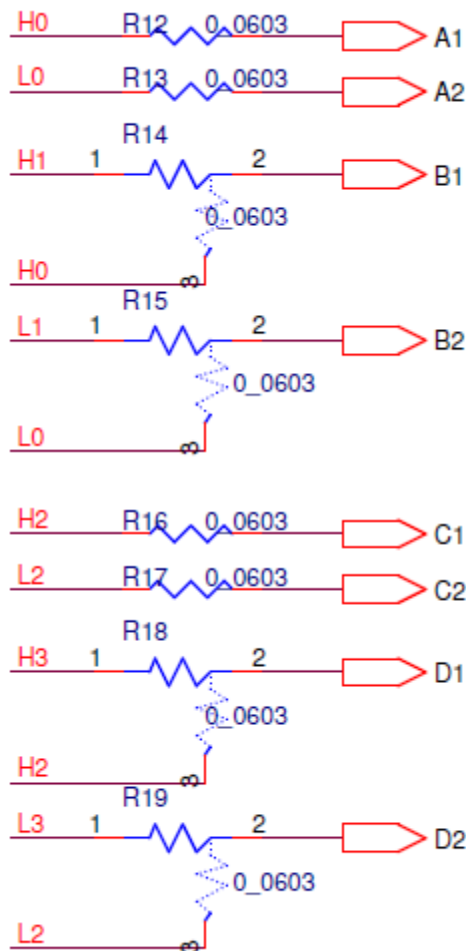 H0 R12 0_0603 A1
L0 R13 0_0603 A2
R14
H1 1 2 B1
0_0603
H0 3
R15
L1 1 2 B2
0_0603
L0 3
H2 R16 0_0603 C1
L2 R17 0_0603 C2
R18
H3 1 2 D1
0_0603
H2 3
R19
L3 1 2 D2
0_0603
L2 3